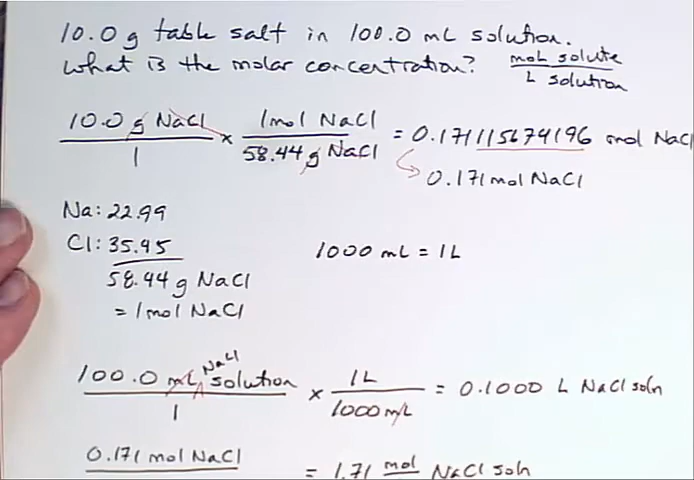 10.0 g table salt in 100.0 mL solution.
What is the molar concentration? mol solute / L solution
10.0 g NaCl / 1 × 1 mol NaCl / 58.44 g NaCl = 0.171115674196 mol NaCl
0.171 mol NaCl
Na: 22.99
Cl: 35.45
58.44 g NaCl
= 1 mol NaCl
1000 mL = 1L
100.0 mL NaCl solution / 1 × 1L / 1000 mL = 0.1000 L NaCl soln
0.171 mol NaCl = 1.71 mol NaCl soln